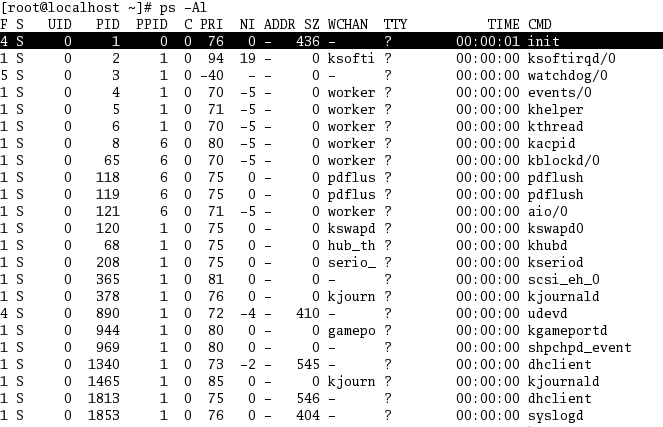 [root@localhost ~]# ps -Al
F S   UID   PID  PPID  C PRI  NI ADDR SZ WCHAN  TTY          TIME CMD
4 S     0     1     0  0  76   0 -   436 -      ?        00:00:01 init
1 S     0     2     1  0  94  19 -     0 ksofti ?        00:00:00 ksoftirqd/0
5 S     0     3     1  0 -40   - -     0 -      ?        00:00:00 watchdog/0
1 S     0     4     1  0  70  -5 -     0 worker ?        00:00:00 events/0
1 S     0     5     1  0  71  -5 -     0 worker ?        00:00:00 khelper
1 S     0     6     1  0  70  -5 -     0 worker ?        00:00:00 kthread
1 S     0     8     6  0  80  -5 -     0 worker ?        00:00:00 kacpid
1 S     0    65     6  0  70  -5 -     0 worker ?        00:00:00 kblockd/0
1 S     0   118     6  0  75   0 -     0 pdflus ?        00:00:00 pdflush
1 S     0   119     6  0  75   0 -     0 pdflus ?        00:00:00 pdflush
1 S     0   121     6  0  71  -5 -     0 worker ?        00:00:00 aio/0
1 S     0   120     1  0  75   0 -     0 kswapd ?        00:00:00 kswapd0
1 S     0    68     1  0  75   0 -     0 hub_th ?        00:00:00 khubd
1 S     0   208     1  0  75   0 -     0 serio_ ?        00:00:00 kseriod
1 S     0   365     1  0  81   0 -     0 -      ?        00:00:00 scsi_eh_0
1 S     0   378     1  0  76   0 -     0 kjourn ?        00:00:00 kjournald
4 S     0   890     1  0  72  -4 -   410 -      ?        00:00:00 udevd
1 S     0   944     1  0  80   0 -     0 gamepo ?        00:00:00 kgameportd
1 S     0   969     1  0  80   0 -     0 -      ?        00:00:00 shpchpd_event
1 S     0  1340     1  0  73  -2 -   545 -      ?        00:00:00 dhclient
1 S     0  1465     1  0  85   0 -     0 kjourn ?        00:00:00 kjournald
1 S     0  1813     1  0  75   0 -   546 -      ?        00:00:00 dhclient
1 S     0  1853     1  0  76   0 -   404 -      ?        00:00:00 syslogd